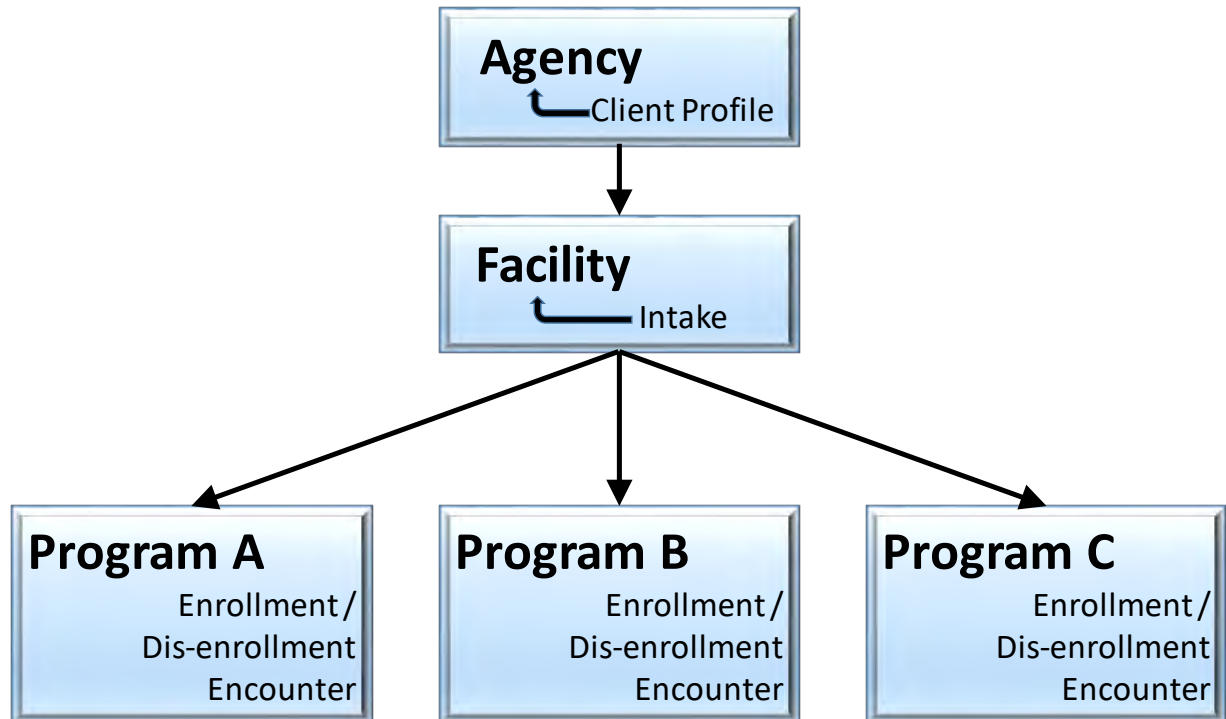 Agency
Client Profile
Facility
Intake
Program A
Enrollment /
Dis-enrollment
Encounter
Program B
Enrollment /
Dis-enrollment
Encounter
Program C
Enrollment /
Dis-enrollment
Encounter